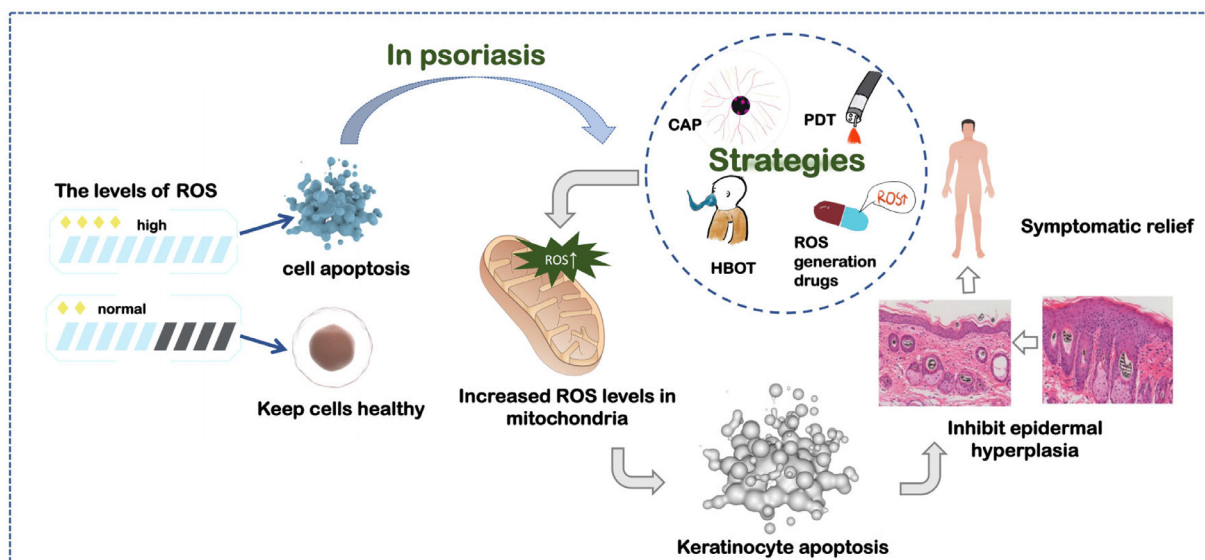 In psoriasis
The levels of ROS
high
cell apoptosis
normal
Keep cells healthy
CAP
PDT
Strategies
HBOT
ROS↑
ROS
generation
drugs
ROS↑
Increased ROS levels in
mitochondria
Keratinocyte apoptosis
Inhibit epidermal
hyperplasia
Symptomatic relief